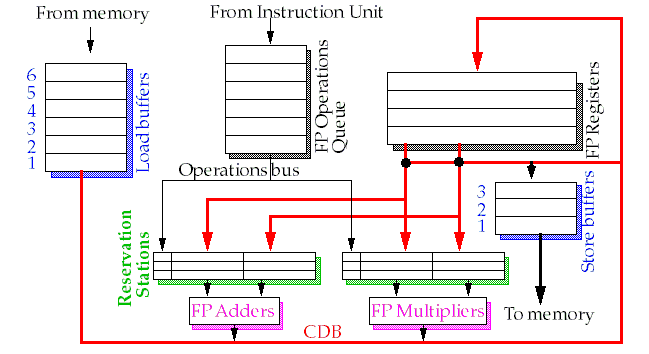 From memory
From Instruction Unit
6
5
4
3
2
1
Load buffers
FP Operations
Queue
FP Registers
Operations bus
3
2
1
Store buffers
Reservation
Stations
FP Adders
FP Multipliers
To memory
CDB